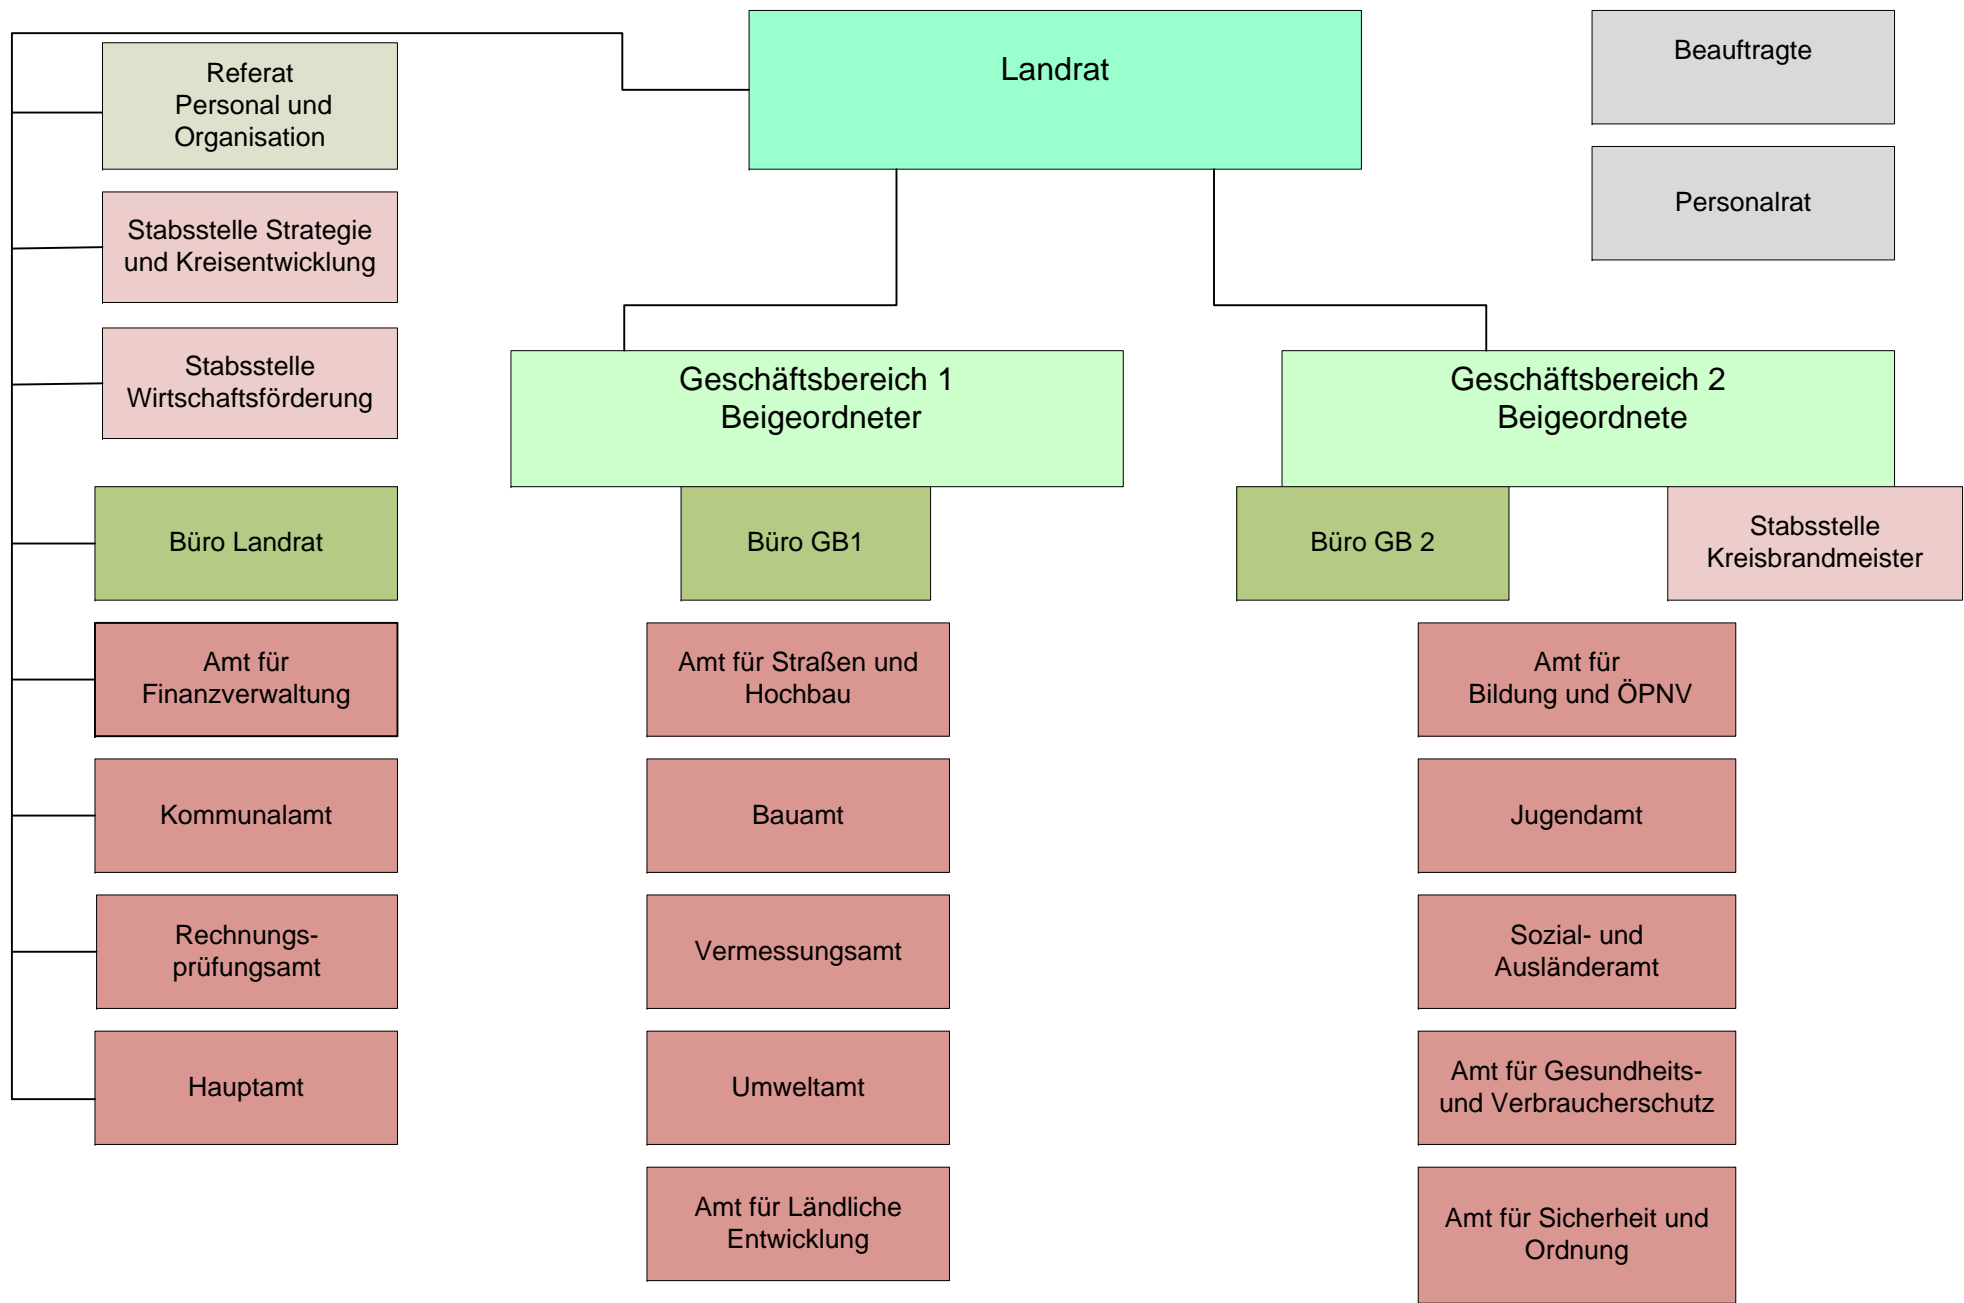 Landrat
Beauftragte
Personalrat
Referat
Personal und
Organisation
Stabsstelle Strategie
und Kreisentwicklung
Stabsstelle
Wirtschaftsförderung
Büro Landrat
Amt für
Finanzverwaltung
Kommunalamt
Rechnungs-
prüfungsamt
Hauptamt
Geschäftsbereich 1
Beigeordneter
Büro GB1
Amt für Straßen und
Hochbau
Bauamt
Vermessungsamt
Umweltamt
Amt für Ländliche
Entwicklung
Geschäftsbereich 2
Beigeordnete
Büro GB 2
Stabsstelle
Kreisbrandmeister
Amt für
Bildung und ÖPNV
Jugendamt
Sozial- und
Ausländeramt
Amt für Gesundheits-
und Verbraucherschutz
Amt für Sicherheit und
Ordnung